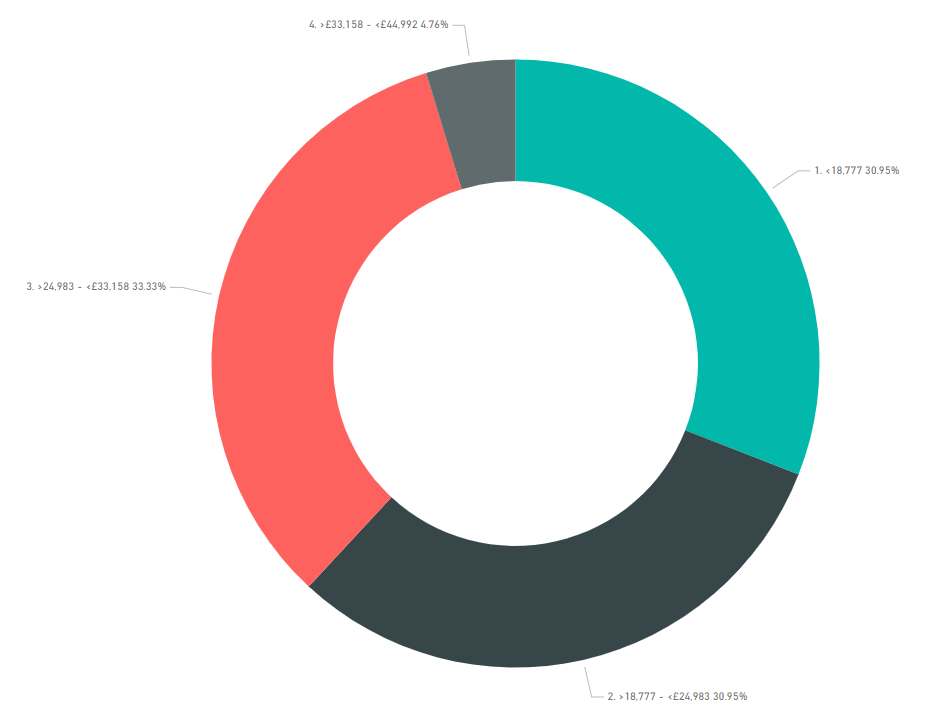 4. >£33,158 - <£44,992 4.76%
1. <18,777 30.95%
3. >24,983 - <£33,158 33.33%
2. >18,777 - <£24,983 30.95%